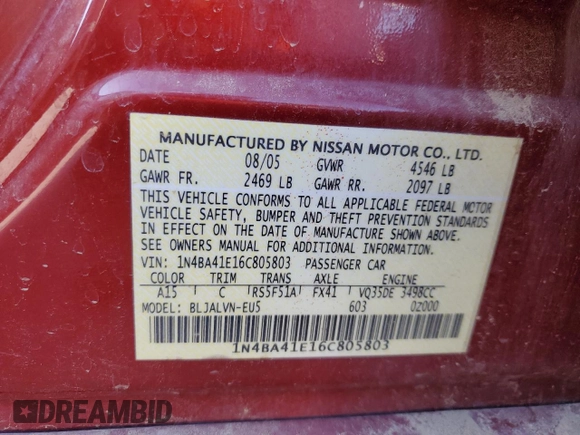 MANUFACTURED BY NISSAN MOTOR CO., LTD.
DATE 08/05 GVWR 4546 LB
GAWR FR. 2469 LB GAWR RR. 2097 LB
THIS VEHICLE CONFORMS TO ALL APPLICABLE FEDERAL MOTOR
VEHICLE SAFETY, BUMPER AND THEFT PREVENTION STANDARDS
IN EFFECT ON THE DATE OF MANUFACTURE SHOWN ABOVE.
SEE OWNERS MANUAL FOR ADDITIONAL INFORMATION.
VIN: 1N4BA41E16C805803 PASSENGER CAR
COLOR TRIM TRANS AXLE ENGINE
A15 C RS5F51A FX41 VQ35DE 3498CC
MODEL: BLJALVN-EU5 603 0Z000
1N4BA41E16C805803
DREAMBID